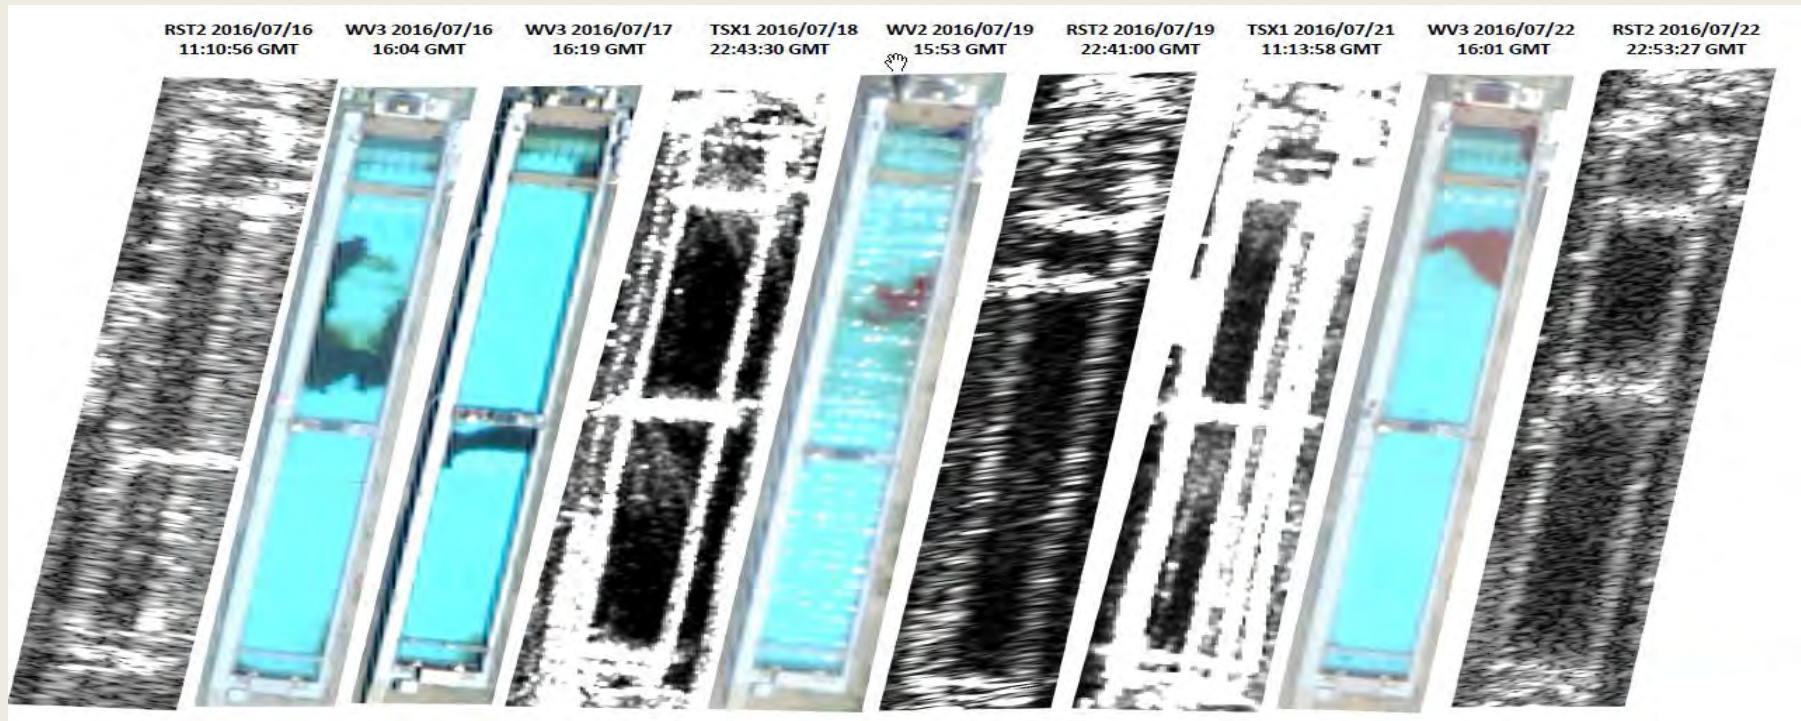 RST2 2016/07/16
11:10:56 GMT
WV3 2016/07/16
16:04 GMT
WV3 2016/07/17
16:19 GMT
TSX1 2016/07/18
22:43:30 GMT
WV2 2016/07/19
15:53 GMT
RST2 2016/07/19
22:41:00 GMT
TSX1 2016/07/21
11:13:58 GMT
WV3 2016/07/22
16:01 GMT
RST2 2016/07/22
22:53:27 GMT